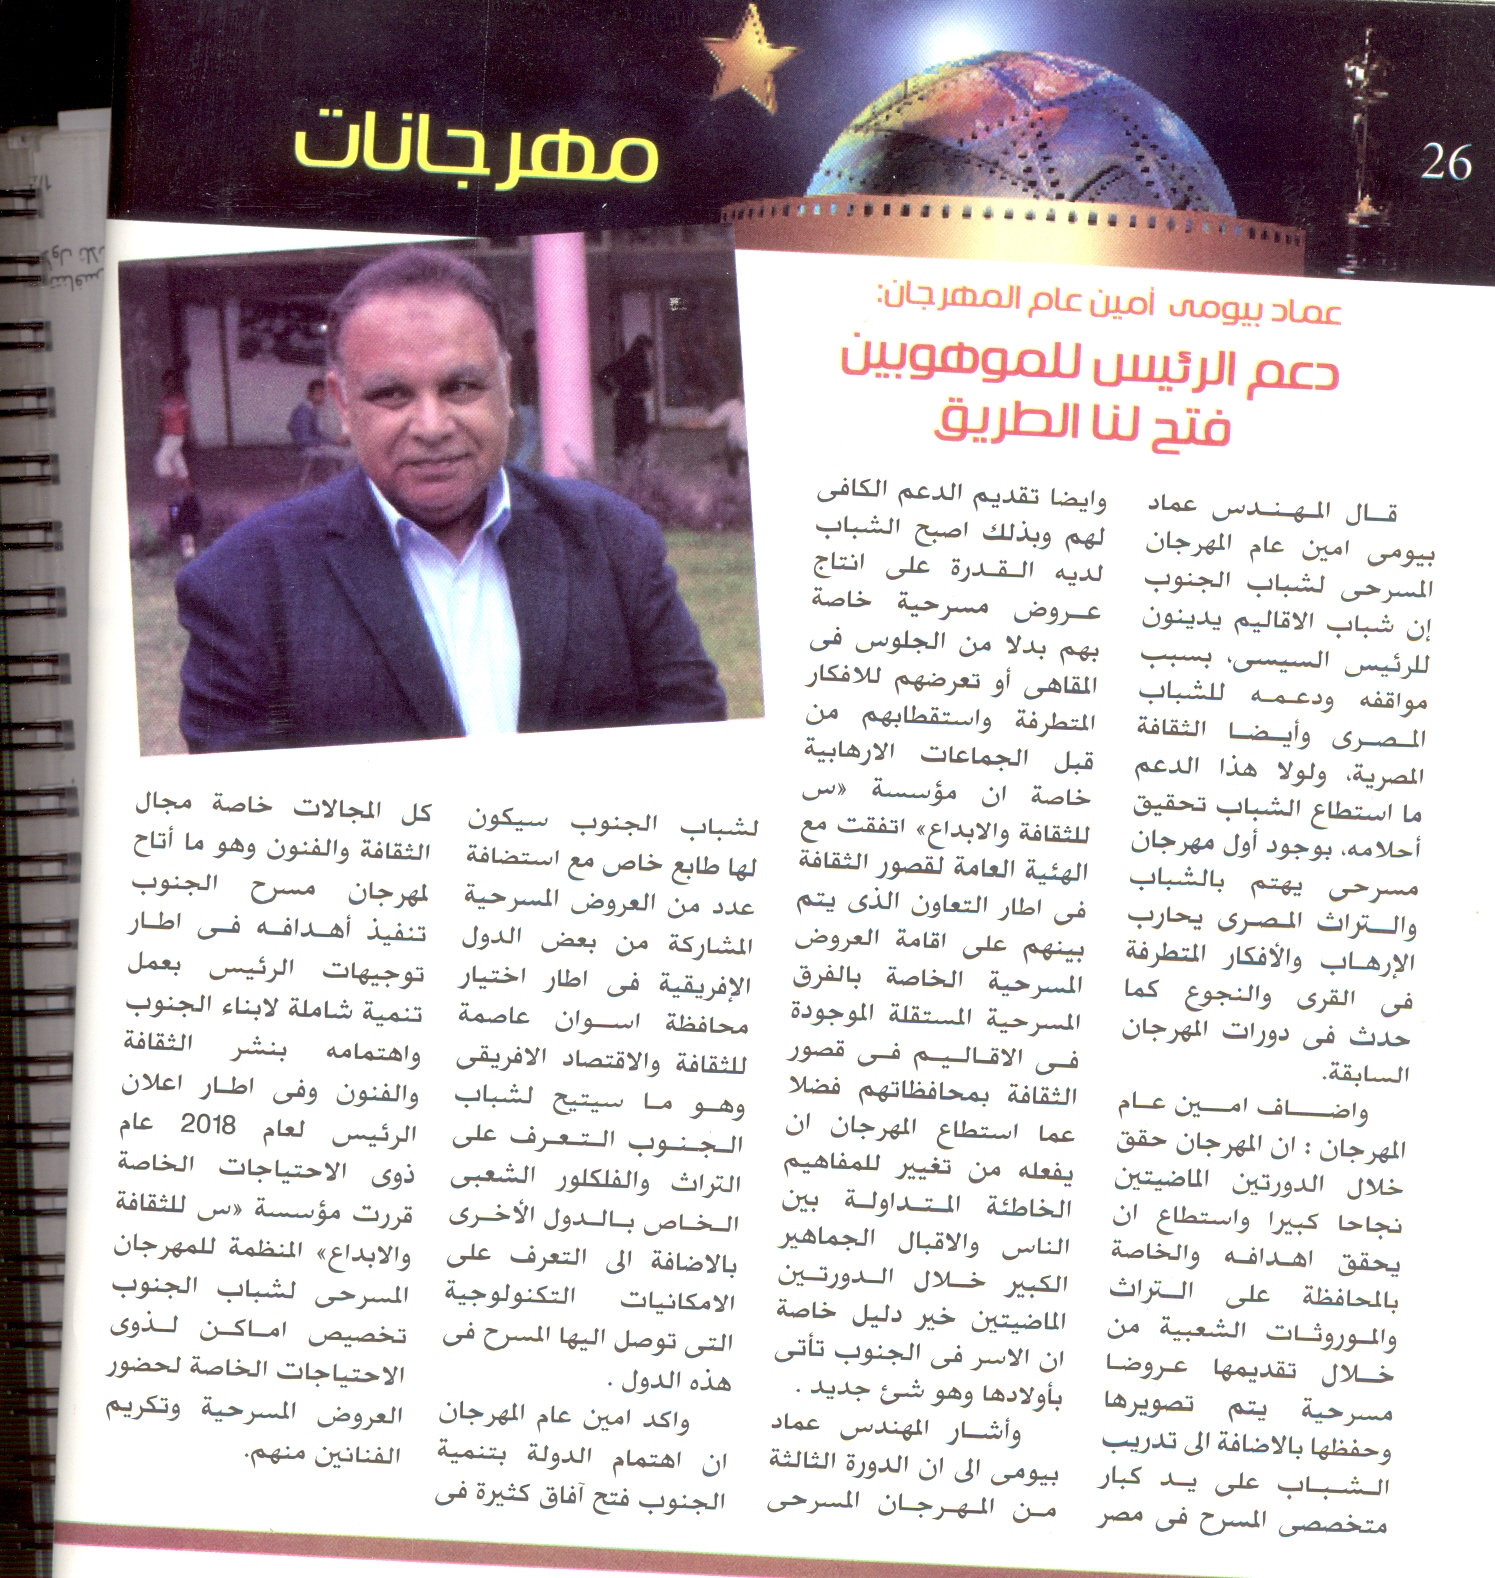 26
مهرجانات
عماد بيومى أمين عام المهرجان:
دعم الرئيس للموهوبين
فتح لنا الطريق
قال المهندس عماد
بيومى امين عام المهرجان
المسرحى لشباب الجنوب
إن شباب الاقاليم يدينون
للرئيس السيسى، بسبب
مواقفه ودعمه للشباب
المصرى وأيضا الثقافة
المصرية، ولولا هذا الدعم
ما استطاع الشباب تحقيق
أحلامه، بوجود أول مهرجان
مسرحى يهتم بالشباب
والتراث المصرى يحارب
الإرهاب والأفكار المتطرفة
فى القرى والنجوع كما
حدث فى دورات المهرجان
السابقة.
واضاف امين عام
المهرجان : ان المهرجان حقق
خلال الدورتين الماضيتين
نجاحا كبيرا واستطاع ان
يحقق اهدافه والخاصة
بالمحافظة على التراث
والموروثات الشعبية من
خلال تقديمها عروضا
مسرحية يتم تصويرها
وحفظها بالاضافة الى تدريب
الشباب على يد كبار
متخصصى المسرح فى مصر
وايضا تقديم الدعم الكافى
لهم وبذلك اصبح الشباب
لديه القدرة على انتاج
عروض مسرحية خاصة
بهم بدلا من الجلوس فى
المقاهى أو تعرضهم للافكار
المتطرفة واستقطابهم من
قبل الجماعات الارهابية
خاصة ان مؤسسة «س
للثقافة والابداع» اتفقت مع
الهئية العامة لقصور الثقافة
فى اطار التعاون الذى يتم
بينهم على اقامة العروض
المسرحية الخاصة بالفرق
المسرحية المستقلة الموجودة
فى الاقاليم فى قصور
الثقافة بمحافظاتهم فضلا
عما استطاع المهرجان ان
يفعله من تغيير للمفاهيم
الخاطئة المتداولة بين
الناس والاقبال الجماهير
الكبير خلال الدورتين
الماضيتين خير دليل خاصة
ان الاسر فى الجنوب تأتى
بأولادها وهو شئ جديد .
وأشار المهندس عماد
بيومى الى ان الدورة الثالثة
من المهرجان المسرحى
لشباب الجنوب سيكون
لها طابع خاص مع استضافة
عدد من العروض المسرحية
المشاركة من بعض الدول
الإفريقية فى اطار اختيار
محافظة اسوان عاصمة
للثقافة والاقتصاد الافريقى
وهو ما سيتيح لشباب
الجنوب التعرف على
التراث والفلكلور الشعبى
الخاص بالدول الأخرى
بالاضافة الى التعرف على
الامكانيات التكنولوجية
التى توصل اليها المسرح فى
هذه الدول .
واكد امين عام المهرجان
ان اهتمام الدولة بتنمية
الجنوب فتح آفاق كثيرة فى
كل المجالات خاصة مجال
الثقافة والفنون وهو ما أتاح
لمهرجان مسرح الجنوب
تنفيذ أهدافه فى اطار
توجيهات الرئيس بعمل
تنمية شاملة لابناء الجنوب
واهتمامه بنشر الثقافة
والفنون وفى اطار اعلان
الرئيس لعام 2018 عام
ذوى الاحتياجات الخاصة
قررت مؤسسة «س للثقافة
والابداع» المنظمة للمهرجان
المسرحى لشباب الجنوب
تخصيص اماكن لذوى
الاحتياجات الخاصة لحضور
العروض المسرحية وتكريم
الفنانين منهم.